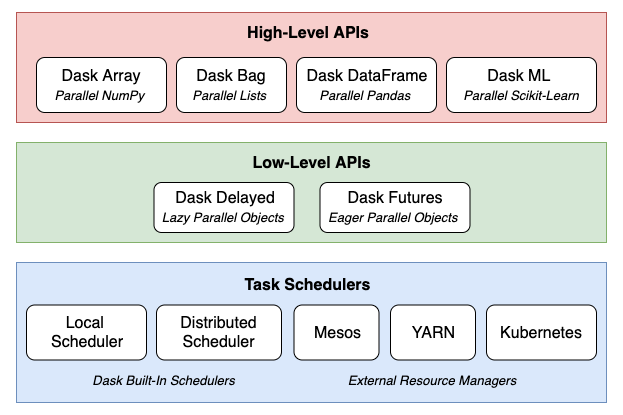 High-Level APIs
Dask Array
Parallel NumPy
Dask Bag
Parallel Lists
Dask DataFrame
Parallel Pandas
Dask ML
Parallel Scikit-Learn
Low-Level APIs
Dask Delayed
Lazy Parallel Objects
Dask Futures
Eager Parallel Objects
Task Schedulers
Local
Scheduler
Distributed
Scheduler
Mesos
YARN
Kubernetes
Dask Built-In Schedulers
External Resource Managers